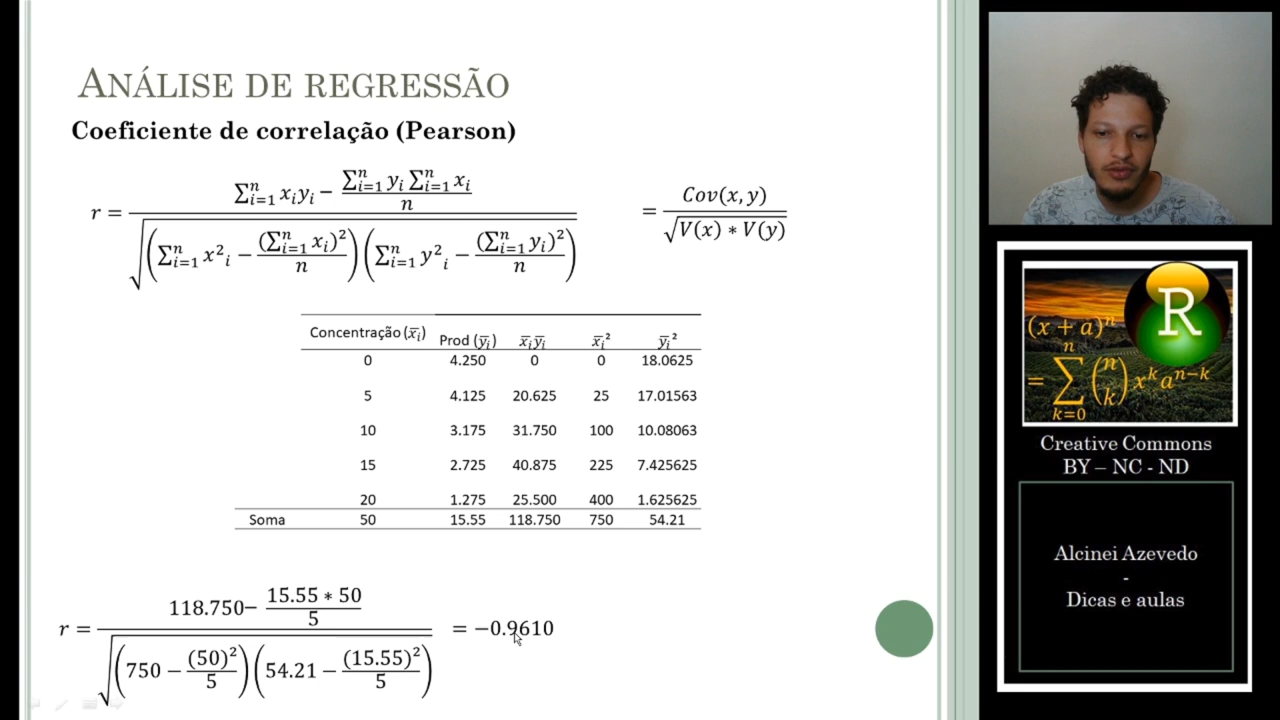 ANÁLISE DE REGRESSÃO
Coeficiente de correlação (Pearson)
r = (∑ⁿᵢ₌₁ xᵢyᵢ − (∑ⁿᵢ₌₁ yᵢ ∑ⁿᵢ₌₁ xᵢ)/n) / √((∑ⁿᵢ₌₁ x²ᵢ − (∑ⁿᵢ₌₁ xᵢ)²/n)(∑ⁿᵢ₌₁ y²ᵢ − (∑ⁿᵢ₌₁ yᵢ)²/n)) = Cov(x, y) / √(V(x) ∗ V(y))
Concentração (x̅ᵢ) Prod (y̅ᵢ) x̅ᵢy̅ᵢ x̅ᵢ² y̅ᵢ²
0 4.250 0 0 18.0625
5 4.125 20.625 25 17.01563
10 3.175 31.750 100 10.08063
15 2.725 40.875 225 7.425625
20 1.275 25.500 400 1.625625
Soma 50 15.55 118.750 750 54.21
r = (118.750− (15.55 ∗ 50)/5) / √((750 − (50)²/5)(54.21 − (15.55)²/5)) = −0.9610
R
(x + a)ⁿ
= ∑ⁿₖ₌₀ (n k) xᵏaⁿ⁻ᵏ
Creative Commons
BY – NC - ND
Alcinei Azevedo
-
Dicas e aulas